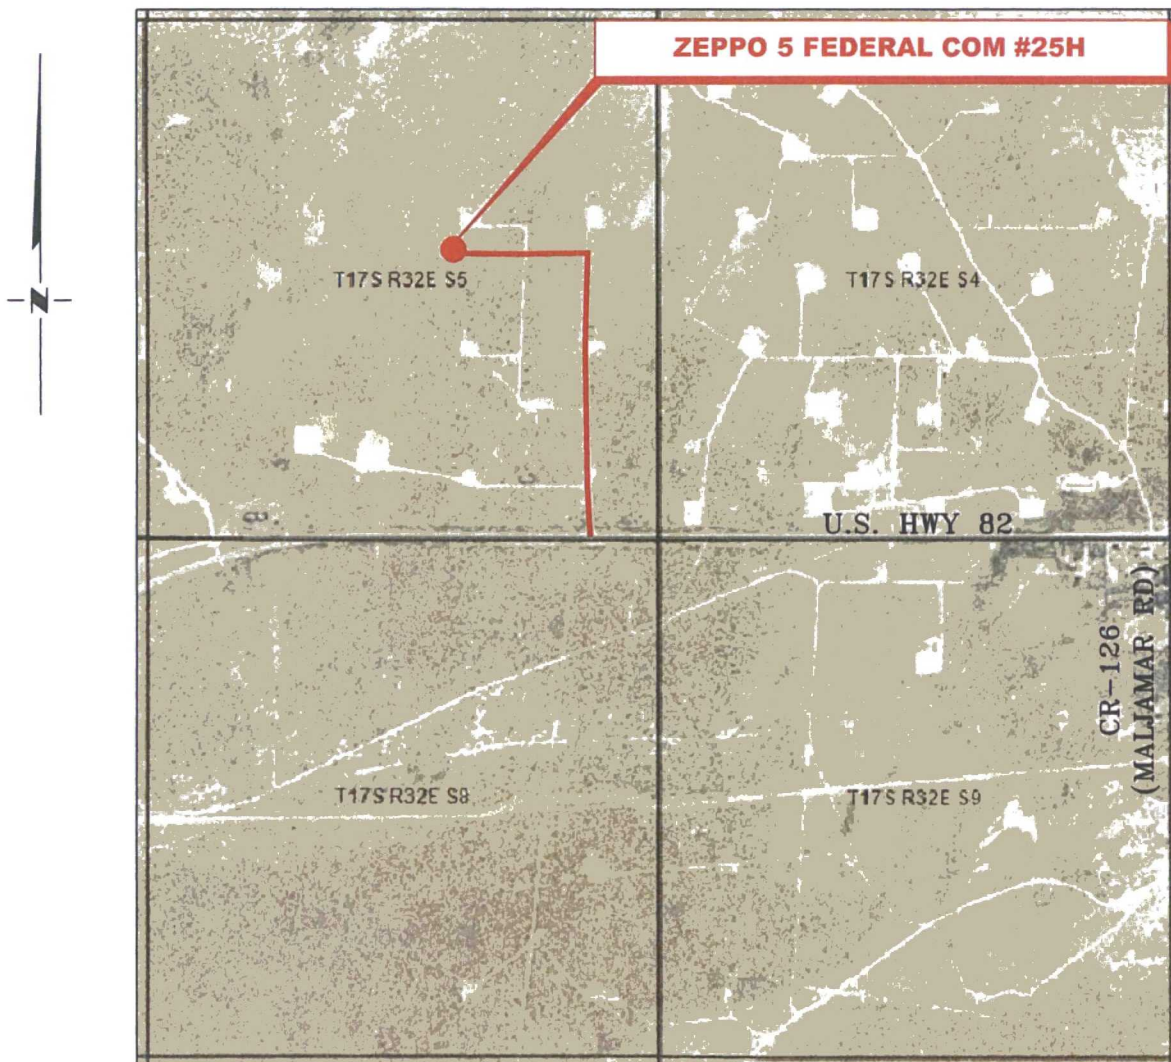 ZEPPO 5 FEDERAL COM #25H
T17S R32E S5
T17S R32E S4
U.S. HWY 82
CR-126
(MALJAMAR RD)
T17S R32E S8
T17S R32E S9
N